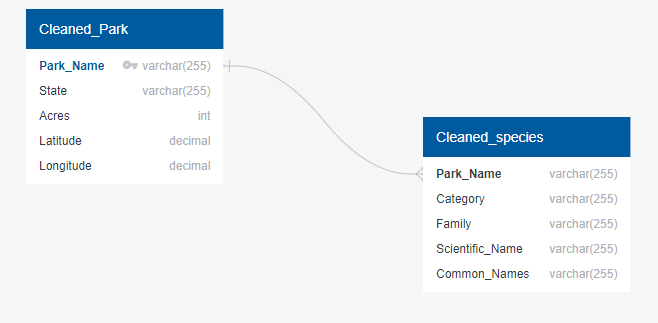 Cleaned_Park
Park_Name varchar(255)
State varchar(255)
Acres int
Latitude decimal
Longitude decimal
Cleaned_species
Park_Name varchar(255)
Category varchar(255)
Family varchar(255)
Scientific_Name varchar(255)
Common_Names varchar(255)